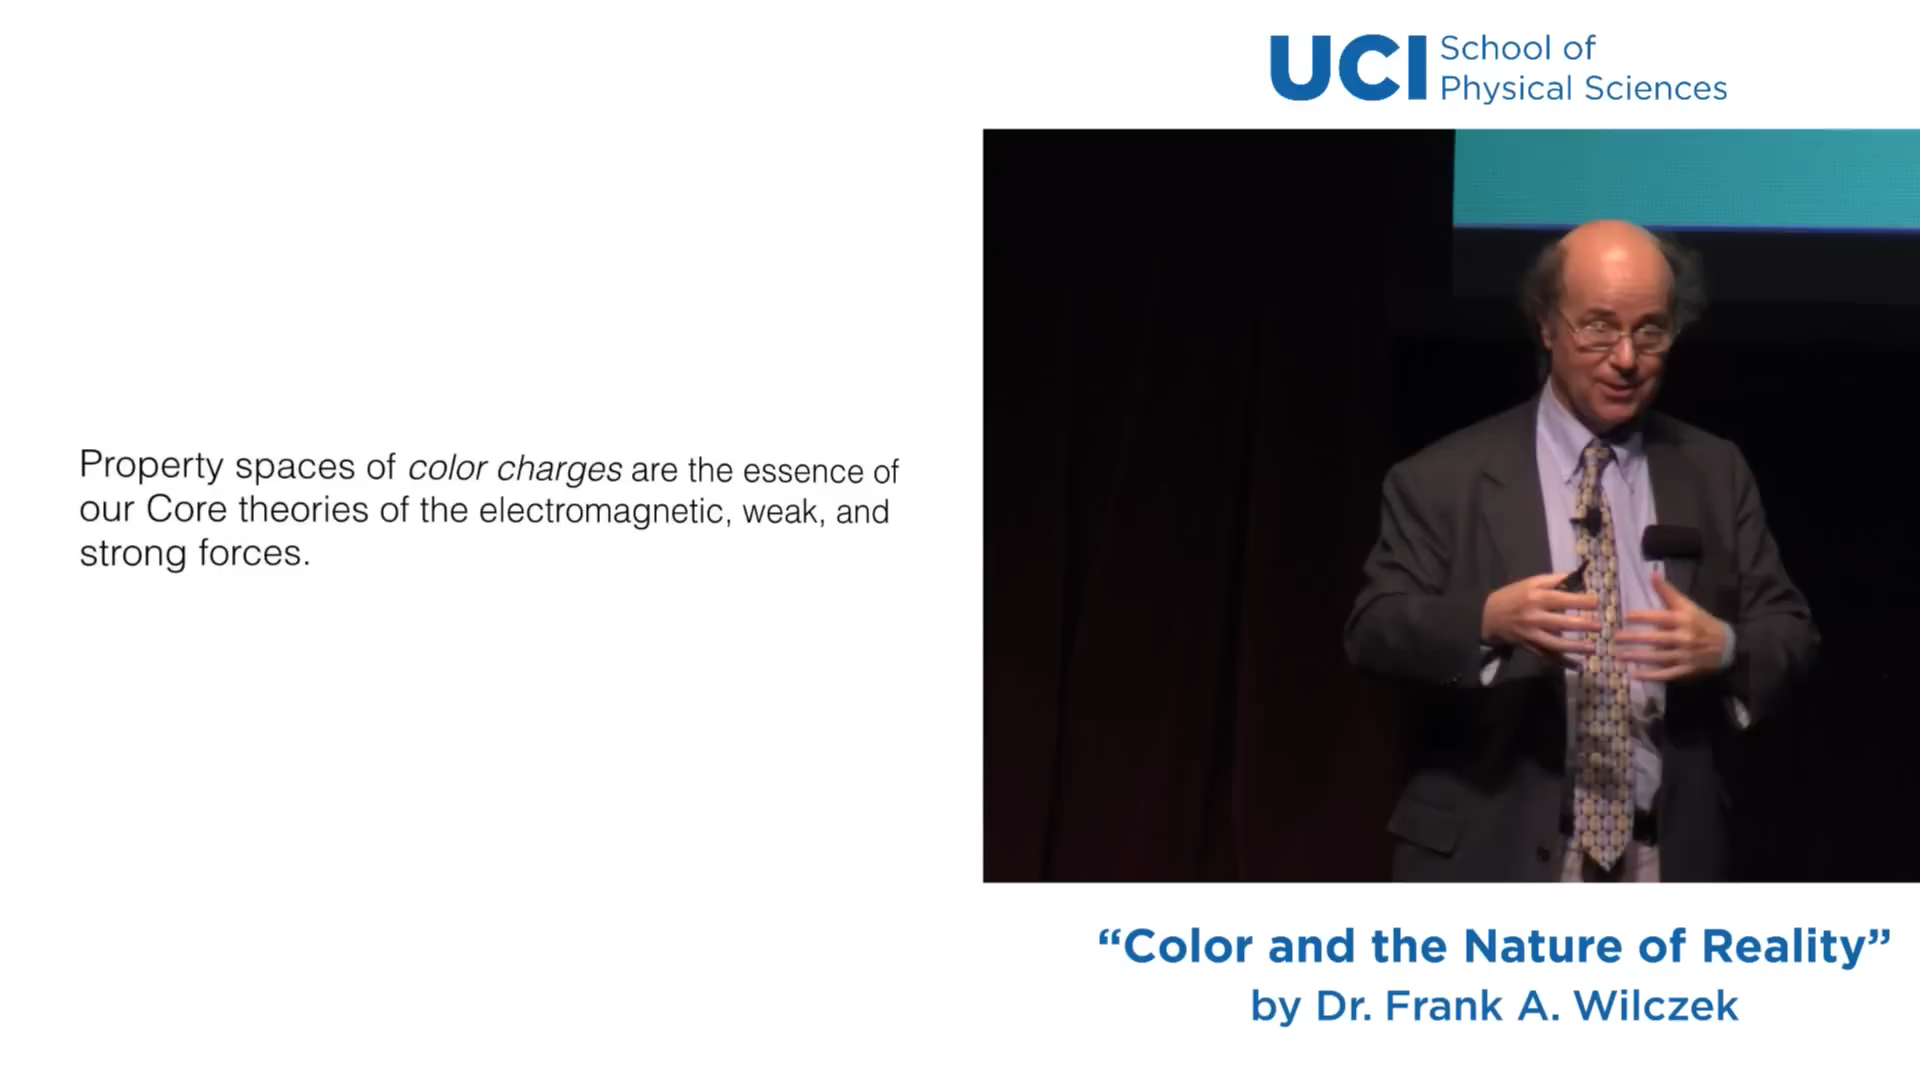 UCI School of
Physical Sciences
Property spaces of color charges are the essence of
our Core theories of the electromagnetic, weak, and
strong forces.
“Color and the Nature of Reality”
by Dr. Frank A. Wilczek